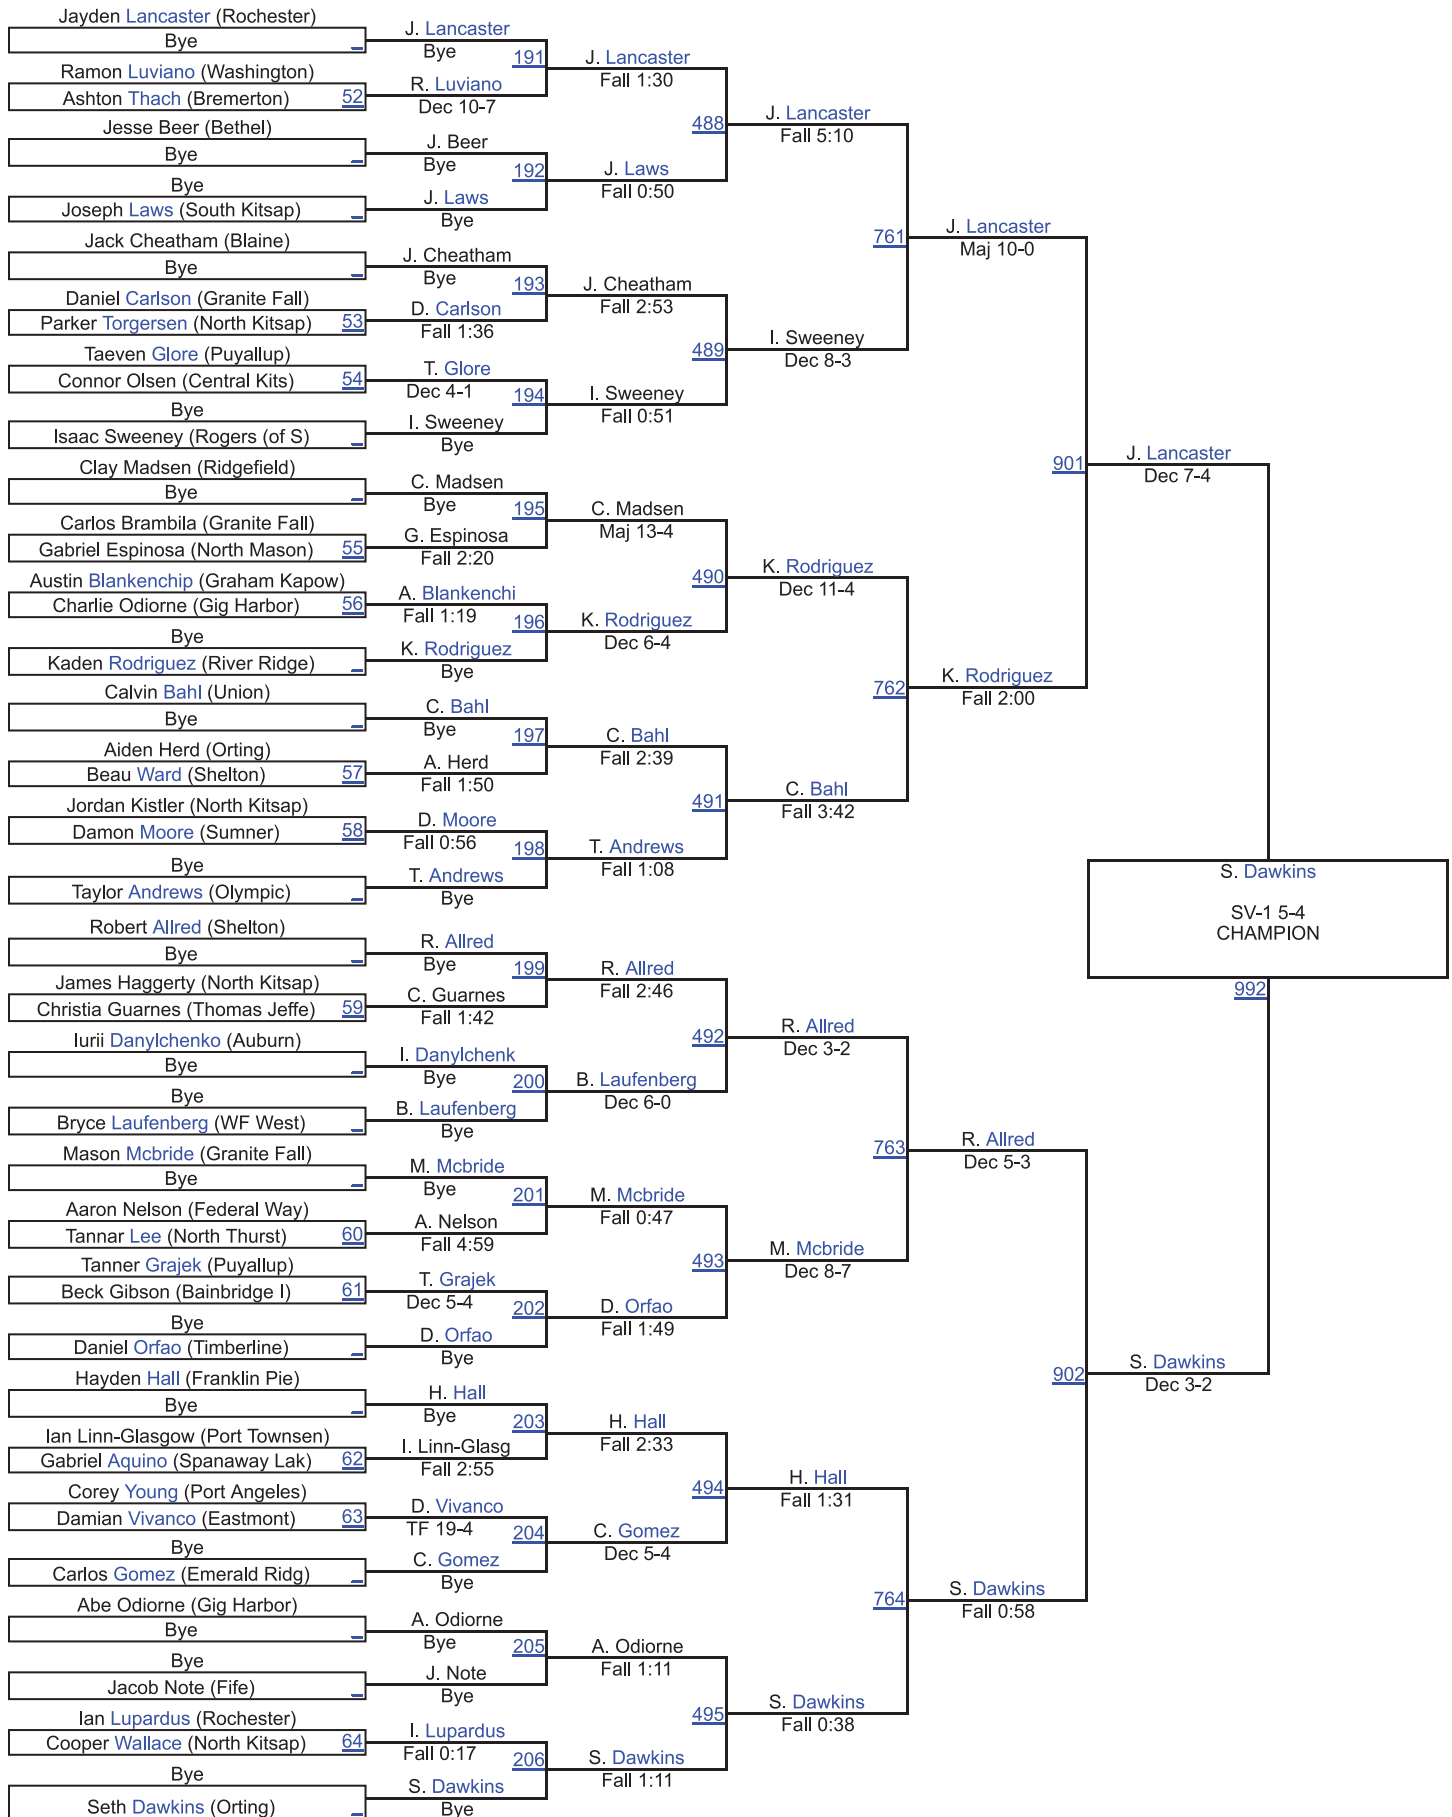 Jayden Lancaster (Rochester)
Bye
Ramon Luviano (Washington)
Ashton Thach (Bremerton) 52
Jesse Beer (Bethel)
Bye
Bye
Joseph Laws (South Kitsap)
Jack Cheatham (Blaine)
Bye
Daniel Carlson (Granite Fall)
Parker Torgersen (North Kitsap) 53
Taeven Glore (Puyallup)
Connor Olsen (Central Kits) 54
Bye
Isaac Sweeney (Rogers (of S)
Clay Madsen (Ridgefield)
Bye
Carlos Brambila (Granite Fall)
Gabriel Espinosa (North Mason) 55
Austin Blankenchip (Graham Kapow)
Charlie Odiorne (Gig Harbor) 56
Bye
Kaden Rodriguez (River Ridge)
Calvin Bahl (Union)
Bye
Aiden Herd (Orting)
Beau Ward (Shelton) 57
Jordan Kistler (North Kitsap)
Damon Moore (Sumner) 58
Bye
Taylor Andrews (Olympic)
Robert Allred (Shelton)
Bye
James Haggerty (North Kitsap)
Christia Guarnes (Thomas Jeffe) 59
Iurii Danylchenko (Auburn)
Bye
Bye
Bryce Laufenberg (WF West)
Mason Mcbride (Granite Fall)
Bye
Aaron Nelson (Federal Way)
Tannar Lee (North Thurst) 60
Tanner Grajek (Puyallup)
Beck Gibson (Bainbridge I) 61
Bye
Daniel Orfao (Timberline)
Hayden Hall (Franklin Pie)
Bye
Ian Linn-Glasgow (Port Townsen)
Gabriel Aquino (Spanaway Lak) 62
Corey Young (Port Angeles)
Damian Vivanco (Eastmont) 63
Bye
Carlos Gomez (Emerald Ridg)
Abe Odiorne (Gig Harbor)
Bye
Bye
Jacob Note (Fife)
Ian Lupardus (Rochester)
Cooper Wallace (North Kitsap) 64
Bye
Seth Dawkins (Orting)
J. Lancaster
Bye
191
R. Luviano
Dec 10-7
J. Beer
Bye
192
J. Laws
Bye
J. Cheatham
Bye
193
D. Carlson
Fall 1:36
T. Glore
Dec 4-1
194
I. Sweeney
Bye
C. Madsen
Bye
195
G. Espinosa
Fall 2:20
A. Blankenchi
Fall 1:19
196
K. Rodriguez
Bye
C. Bahl
Bye
197
A. Herd
Fall 1:50
D. Moore
Fall 0:56
198
T. Andrews
Bye
R. Allred
Bye
199
C. Guarnes
Fall 1:42
I. Danylchenk
Bye
200
B. Laufenberg
Bye
M. Mcbride
Bye
201
A. Nelson
Fall 4:59
T. Grajek
Dec 5-4
202
D. Orfao
Bye
H. Hall
Bye
203
I. Linn-Glasg
Fall 2:55
D. Vivanco
TF 19-4
204
C. Gomez
Bye
A. Odiorne
Bye
205
J. Note
Bye
I. Lupardus
Fall 0:17
206
S. Dawkins
Bye
J. Lancaster
Fall 1:30
488
J. Laws
Fall 0:50
J. Cheatham
Fall 2:53
489
I. Sweeney
Fall 0:51
C. Madsen
Maj 13-4
490
K. Rodriguez
Dec 6-4
C. Bahl
Fall 2:39
491
T. Andrews
Fall 1:08
R. Allred
Fall 2:46
492
B. Laufenberg
Dec 6-0
M. Mcbride
Fall 0:47
493
D. Orfao
Fall 1:49
H. Hall
Fall 2:33
494
C. Gomez
Dec 5-4
A. Odiorne
Fall 1:11
495
S. Dawkins
Fall 1:11
J. Lancaster
Fall 5:10
761
I. Sweeney
Dec 8-3
K. Rodriguez
Dec 11-4
762
C. Bahl
Fall 3:42
R. Allred
Dec 3-2
763
M. Mcbride
Dec 8-7
H. Hall
Fall 1:31
764
S. Dawkins
Fall 0:38
J. Lancaster
Maj 10-0
901
K. Rodriguez
Fall 2:00
R. Allred
Dec 5-3
902
S. Dawkins
Fall 0:58
J. Lancaster
Dec 7-4
S. Dawkins
SV-1 5-4
CHAMPION
992
S. Dawkins
Dec 3-2